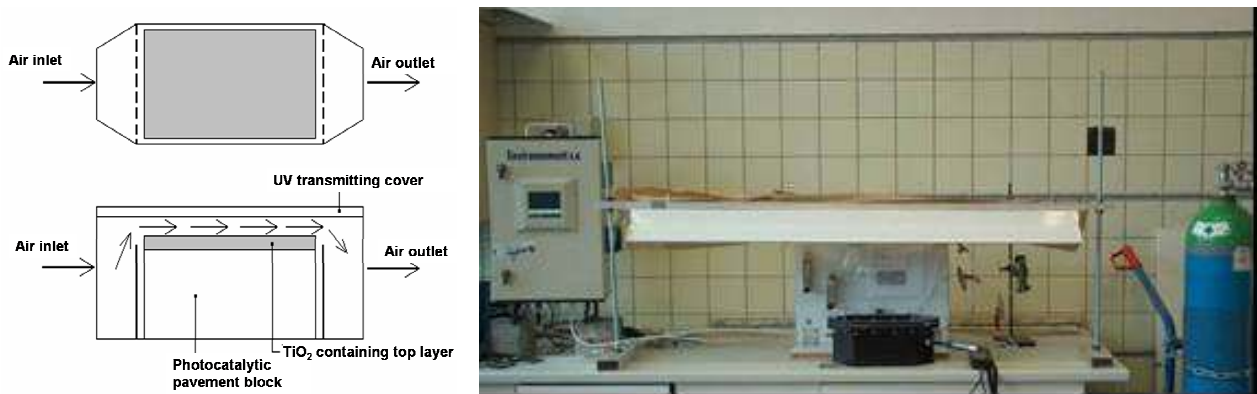 Air inlet
Air outlet
UV transmitting cover
Air inlet
Air outlet
TiO₂ containing top layer
Photocatalytic
pavement block
Environnement s.a